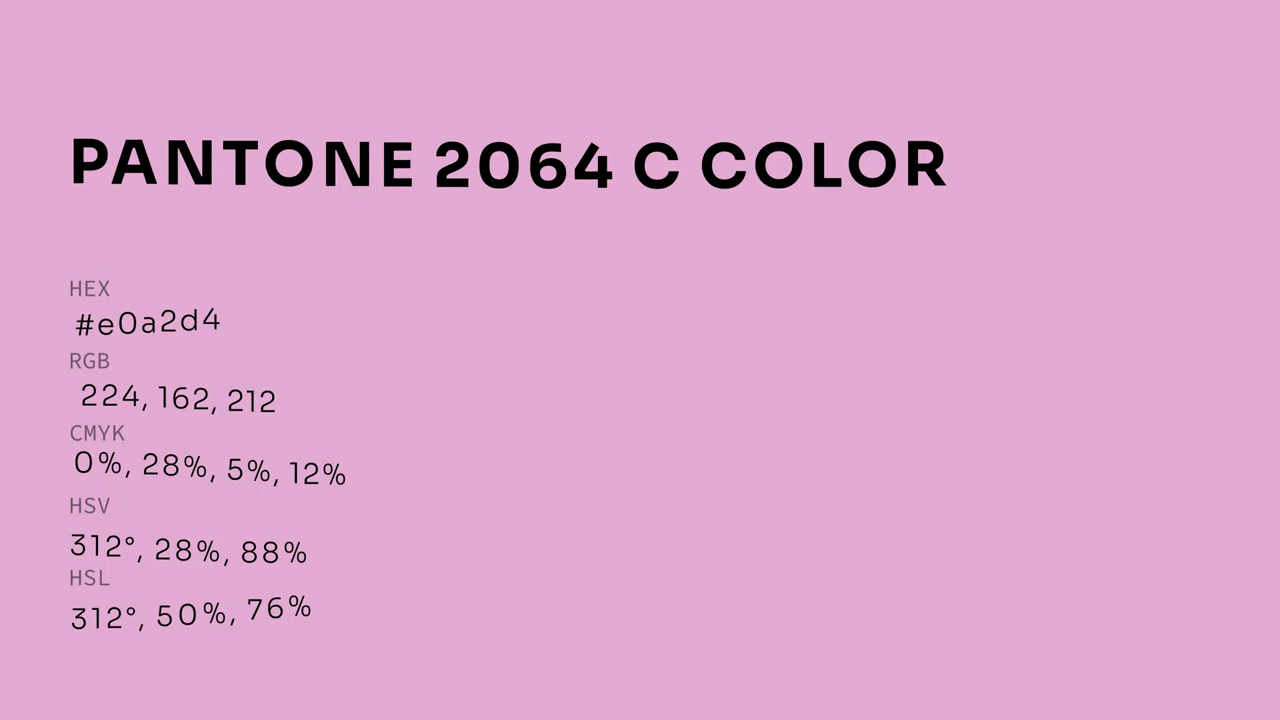 PANTONE 2064 C COLOR
HEX
#e0a2d4
RGB
224, 162, 212
CMYK
0%, 28%, 5%, 12%
HSV
312°, 28%, 88%
HSL
312°, 50%, 76%